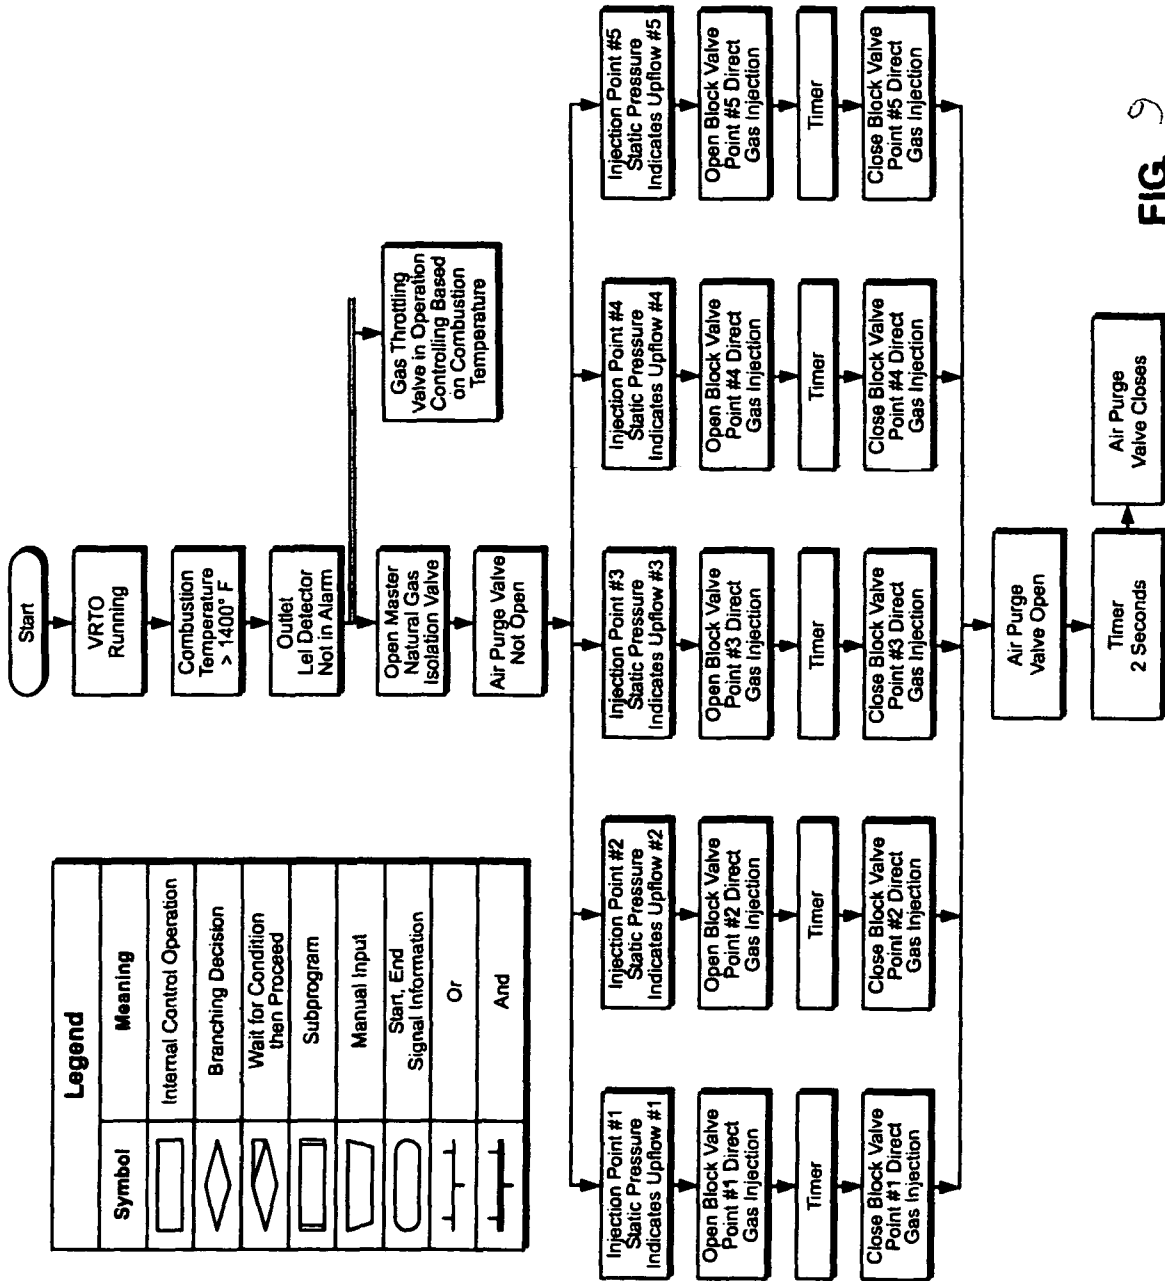 Legend
Symbol
Meaning
Internal Control Operation
Branching Decision
Wait for Condition
then Proceed
Subprogram
Manual Input
Start, End
Signal Information
Or
And
Start
VRTO
Running
Combustion
Temperature
> 1400° F
Outlet
Lel Detector
Not in Alarm
Gas Throttling
Valve in Operation
Controlling Based
on Combustion
Temperature
Open Master
Natural Gas
Isolation Valve
Air Purge Valve
Not Open
Injection Point #1
Static Pressure
Indicates Upflow #1
Open Block Valve
Point #1 Direct
Gas Injection
Timer
Close Block Valve
Point #1 Direct
Gas Injection
Injection Point #2
Static Pressure
Indicates Upflow #2
Open Block Valve
Point #2 Direct
Gas Injection
Timer
Close Block Valve
Point #2 Direct
Gas Injection
Injection Point #3
Static Pressure
Indicates Upflow #3
Open Block Valve
Point #3 Direct
Gas Injection
Timer
Close Block Valve
Point #3 Direct
Gas Injection
Injection Point #4
Static Pressure
Indicates Upflow #4
Open Block Valve
Point #4 Direct
Gas Injection
Timer
Close Block Valve
Point #4 Direct
Gas Injection
Injection Point #5
Static Pressure
Indicates Upflow #5
Open Block Valve
Point #5 Direct
Gas Injection
Timer
Close Block Valve
Point #5 Direct
Gas Injection
Air Purge
Valve Open
Timer
2 Seconds
Air Purge
Valve Closes
FIG. 9